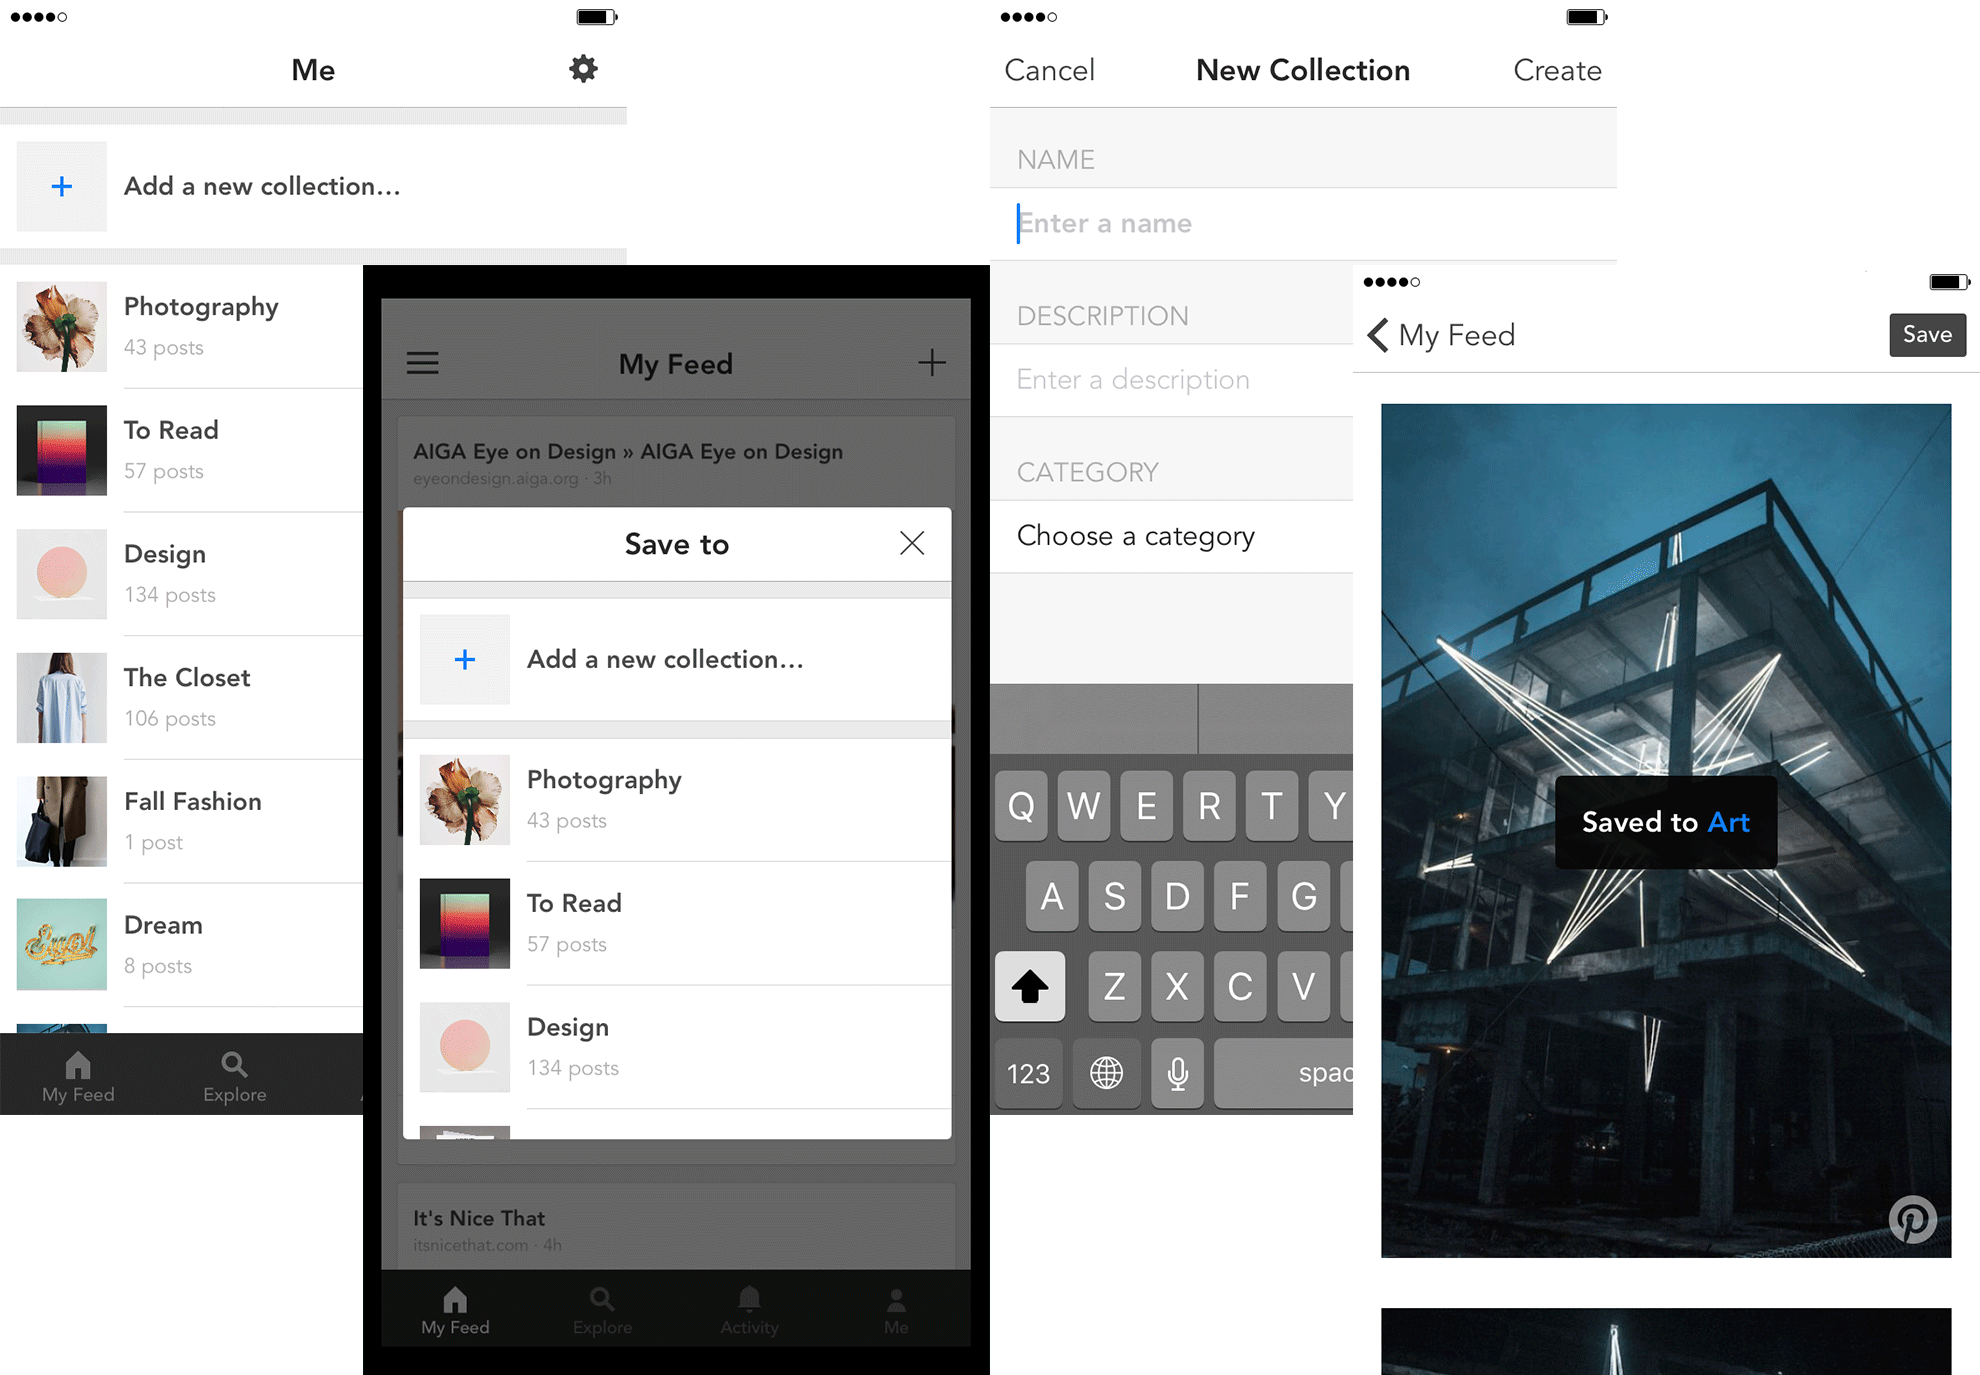 Me
Add a new collection...
Photography
43 posts
To Read
57 posts
Design
134 posts
The Closet
106 posts
Fall Fashion
1 post
Dream
8 posts
My Feed
Explore
My Feed
AIGA Eye on Design » AIGA Eye on Design
eyeondesign.aiga.org · 3h
Save to
Add a new collection...
Photography
43 posts
To Read
57 posts
Design
134 posts
It's Nice That
itsnicethat.com · 4h
My Feed Explore Activity Me
Cancel New Collection Create
NAME
Enter a name
DESCRIPTION
Enter a description
CATEGORY
Choose a category
Q W E R T Y
A S D F G
Z X C V
123 spac
My Feed Save
Saved to Art